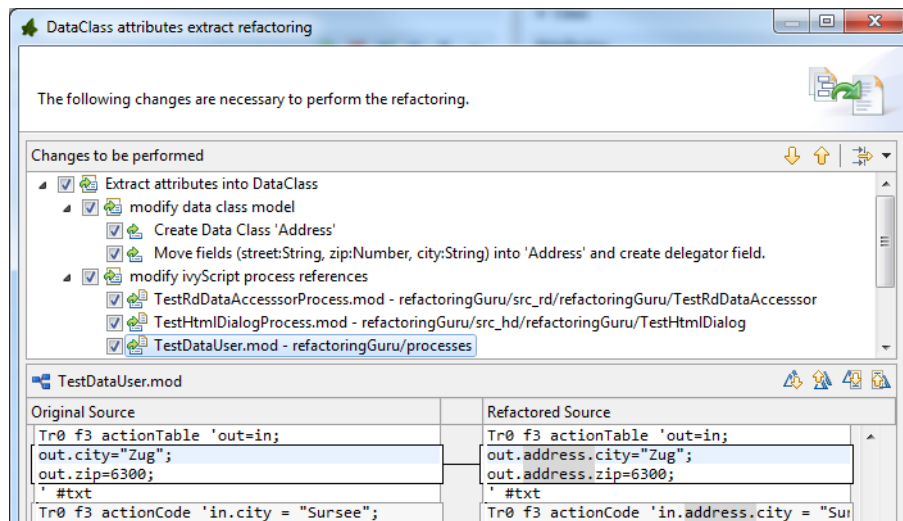 DataClass attributes extract refactoring
The following changes are necessary to perform the refactoring.
Changes to be performed
Extract attributes into DataClass
modify data class model
Create Data Class 'Address'
Move fields (street:String, zip:Number, city:String) into 'Address' and create delegator field.
modify ivyScript process references
TestRdDataAccesssorProcess.mod - refactoringGuru/src_rd/refactoringGuru/TestRdDataAccesssor
TestHtmlDialogProcess.mod - refactoringGuru/src_hd/refactoringGuru/TestHtmlDialog
TestDataUser.mod - refactoringGuru/processes
TestDataUser.mod
Original Source
Refactored Source
Tr0 f3 actionTable 'out=in;
out.city="Zug";
out.zip=6300;
' #txt
Tr0 f3 actionCode 'in.city = "Sursee";
Tr0 f3 actionTable 'out=in;
out.address.city="Zug";
out.address.zip=6300;
' #txt
Tr0 f3 actionCode 'in.address.city = "Sur